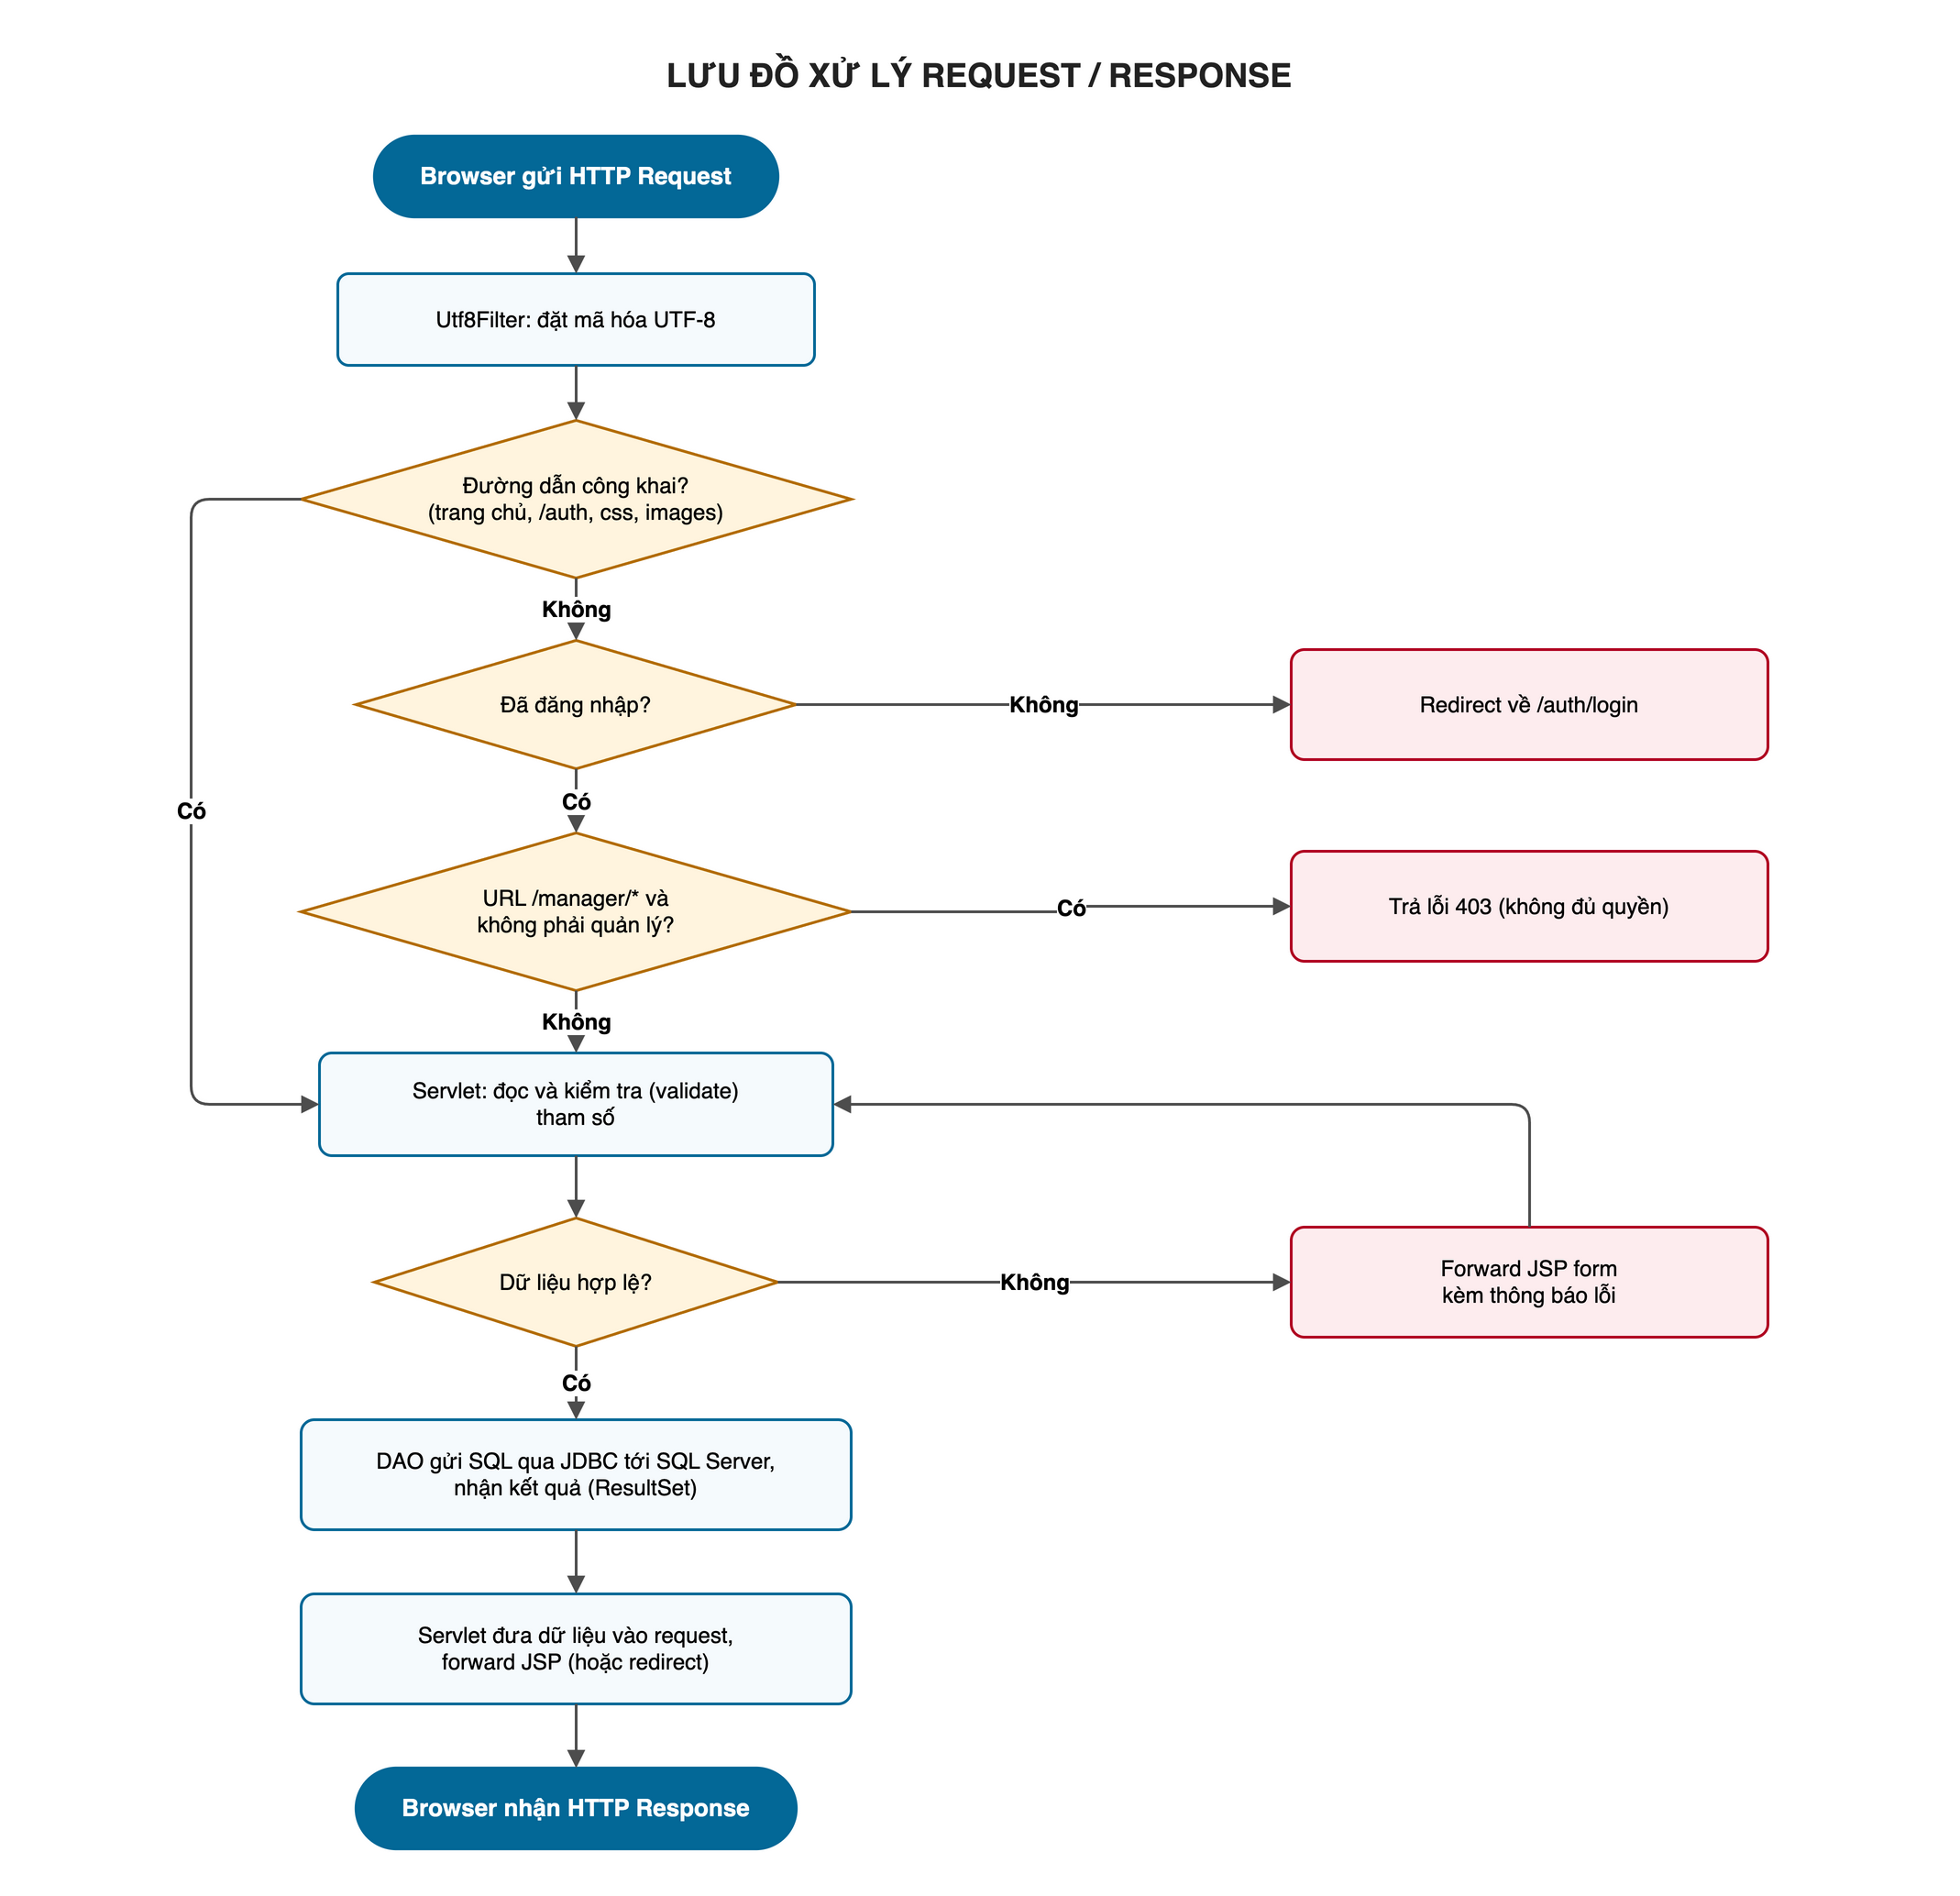 LƯU ĐỒ XỬ LÝ REQUEST / RESPONSE
Browser gửi HTTP Request
Utf8Filter: đặt mã hóa UTF-8
Đường dẫn công khai?
(trang chủ, /auth, css, images)
Không
Đã đăng nhập?
Không
Redirect về /auth/login
Có
Có
URL /manager/* và
không phải quản lý?
Có
Trả lỗi 403 (không đủ quyền)
Không
Servlet: đọc và kiểm tra (validate)
tham số
Dữ liệu hợp lệ?
Không
Forward JSP form
kèm thông báo lỗi
Có
DAO gửi SQL qua JDBC tới SQL Server,
nhận kết quả (ResultSet)
Servlet đưa dữ liệu vào request,
forward JSP (hoặc redirect)
Browser nhận HTTP Response